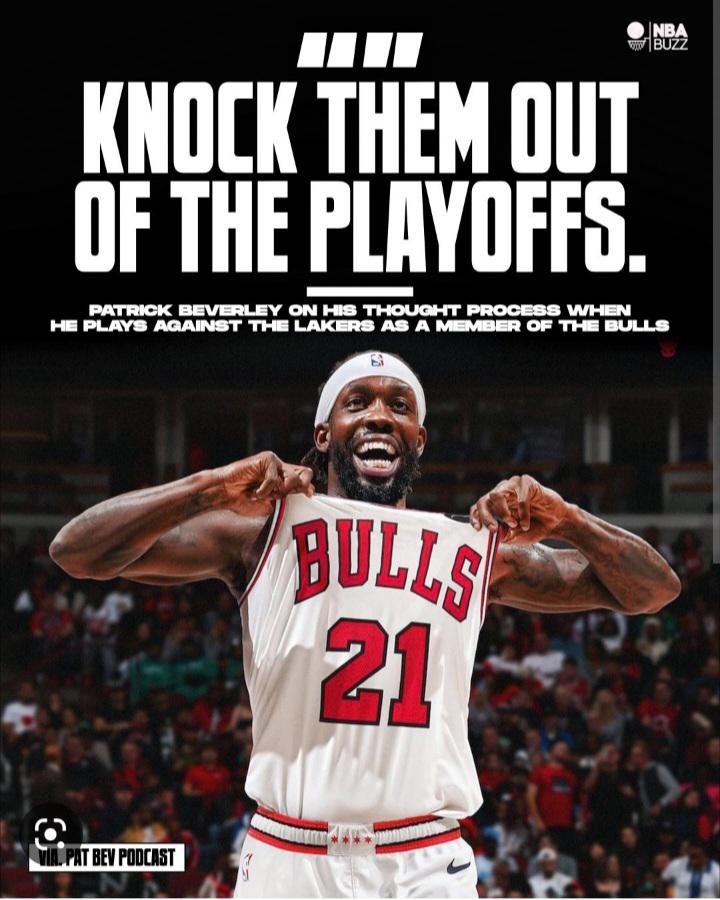 NBA
BUZZ
"KNOCK THEM OUT
OF THE PLAYOFFS.
PATRICK BEVERLEY ON HIS THOUGHT PROCESS WHEN
HE PLAYS AGAINST THE LAKERS AS A MEMBER OF THE BULLS
BULLS
21
VIA. PAT BEV PODCAST